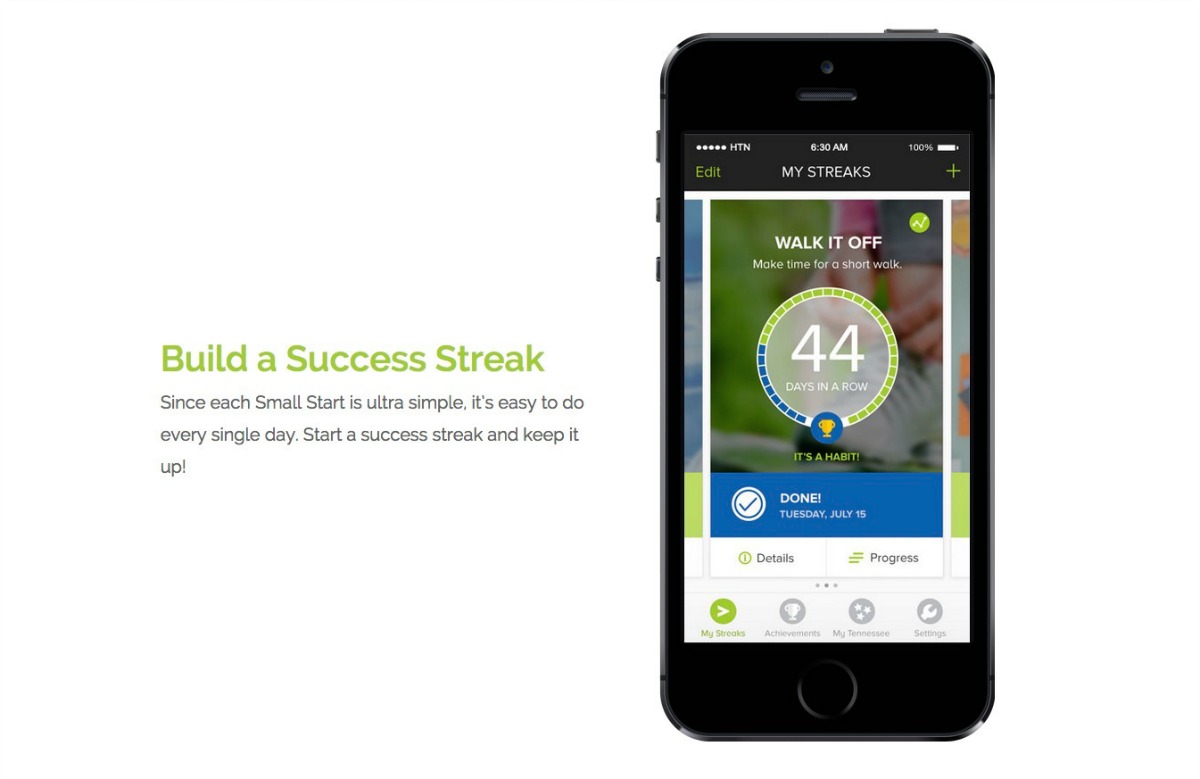 Build a Success Streak
Since each Small Start is ultra simple, it's easy to do
every single day. Start a success streak and keep it
up!
HTN 6:30 AM 100%
Edit MY STREAKS +
WALK IT OFF
Make time for a short walk.
44
DAYS IN A ROW
IT'S A HABIT!
DONE!
TUESDAY, JULY 15
Details Progress
My Streaks Achievements My Tennessee Settings